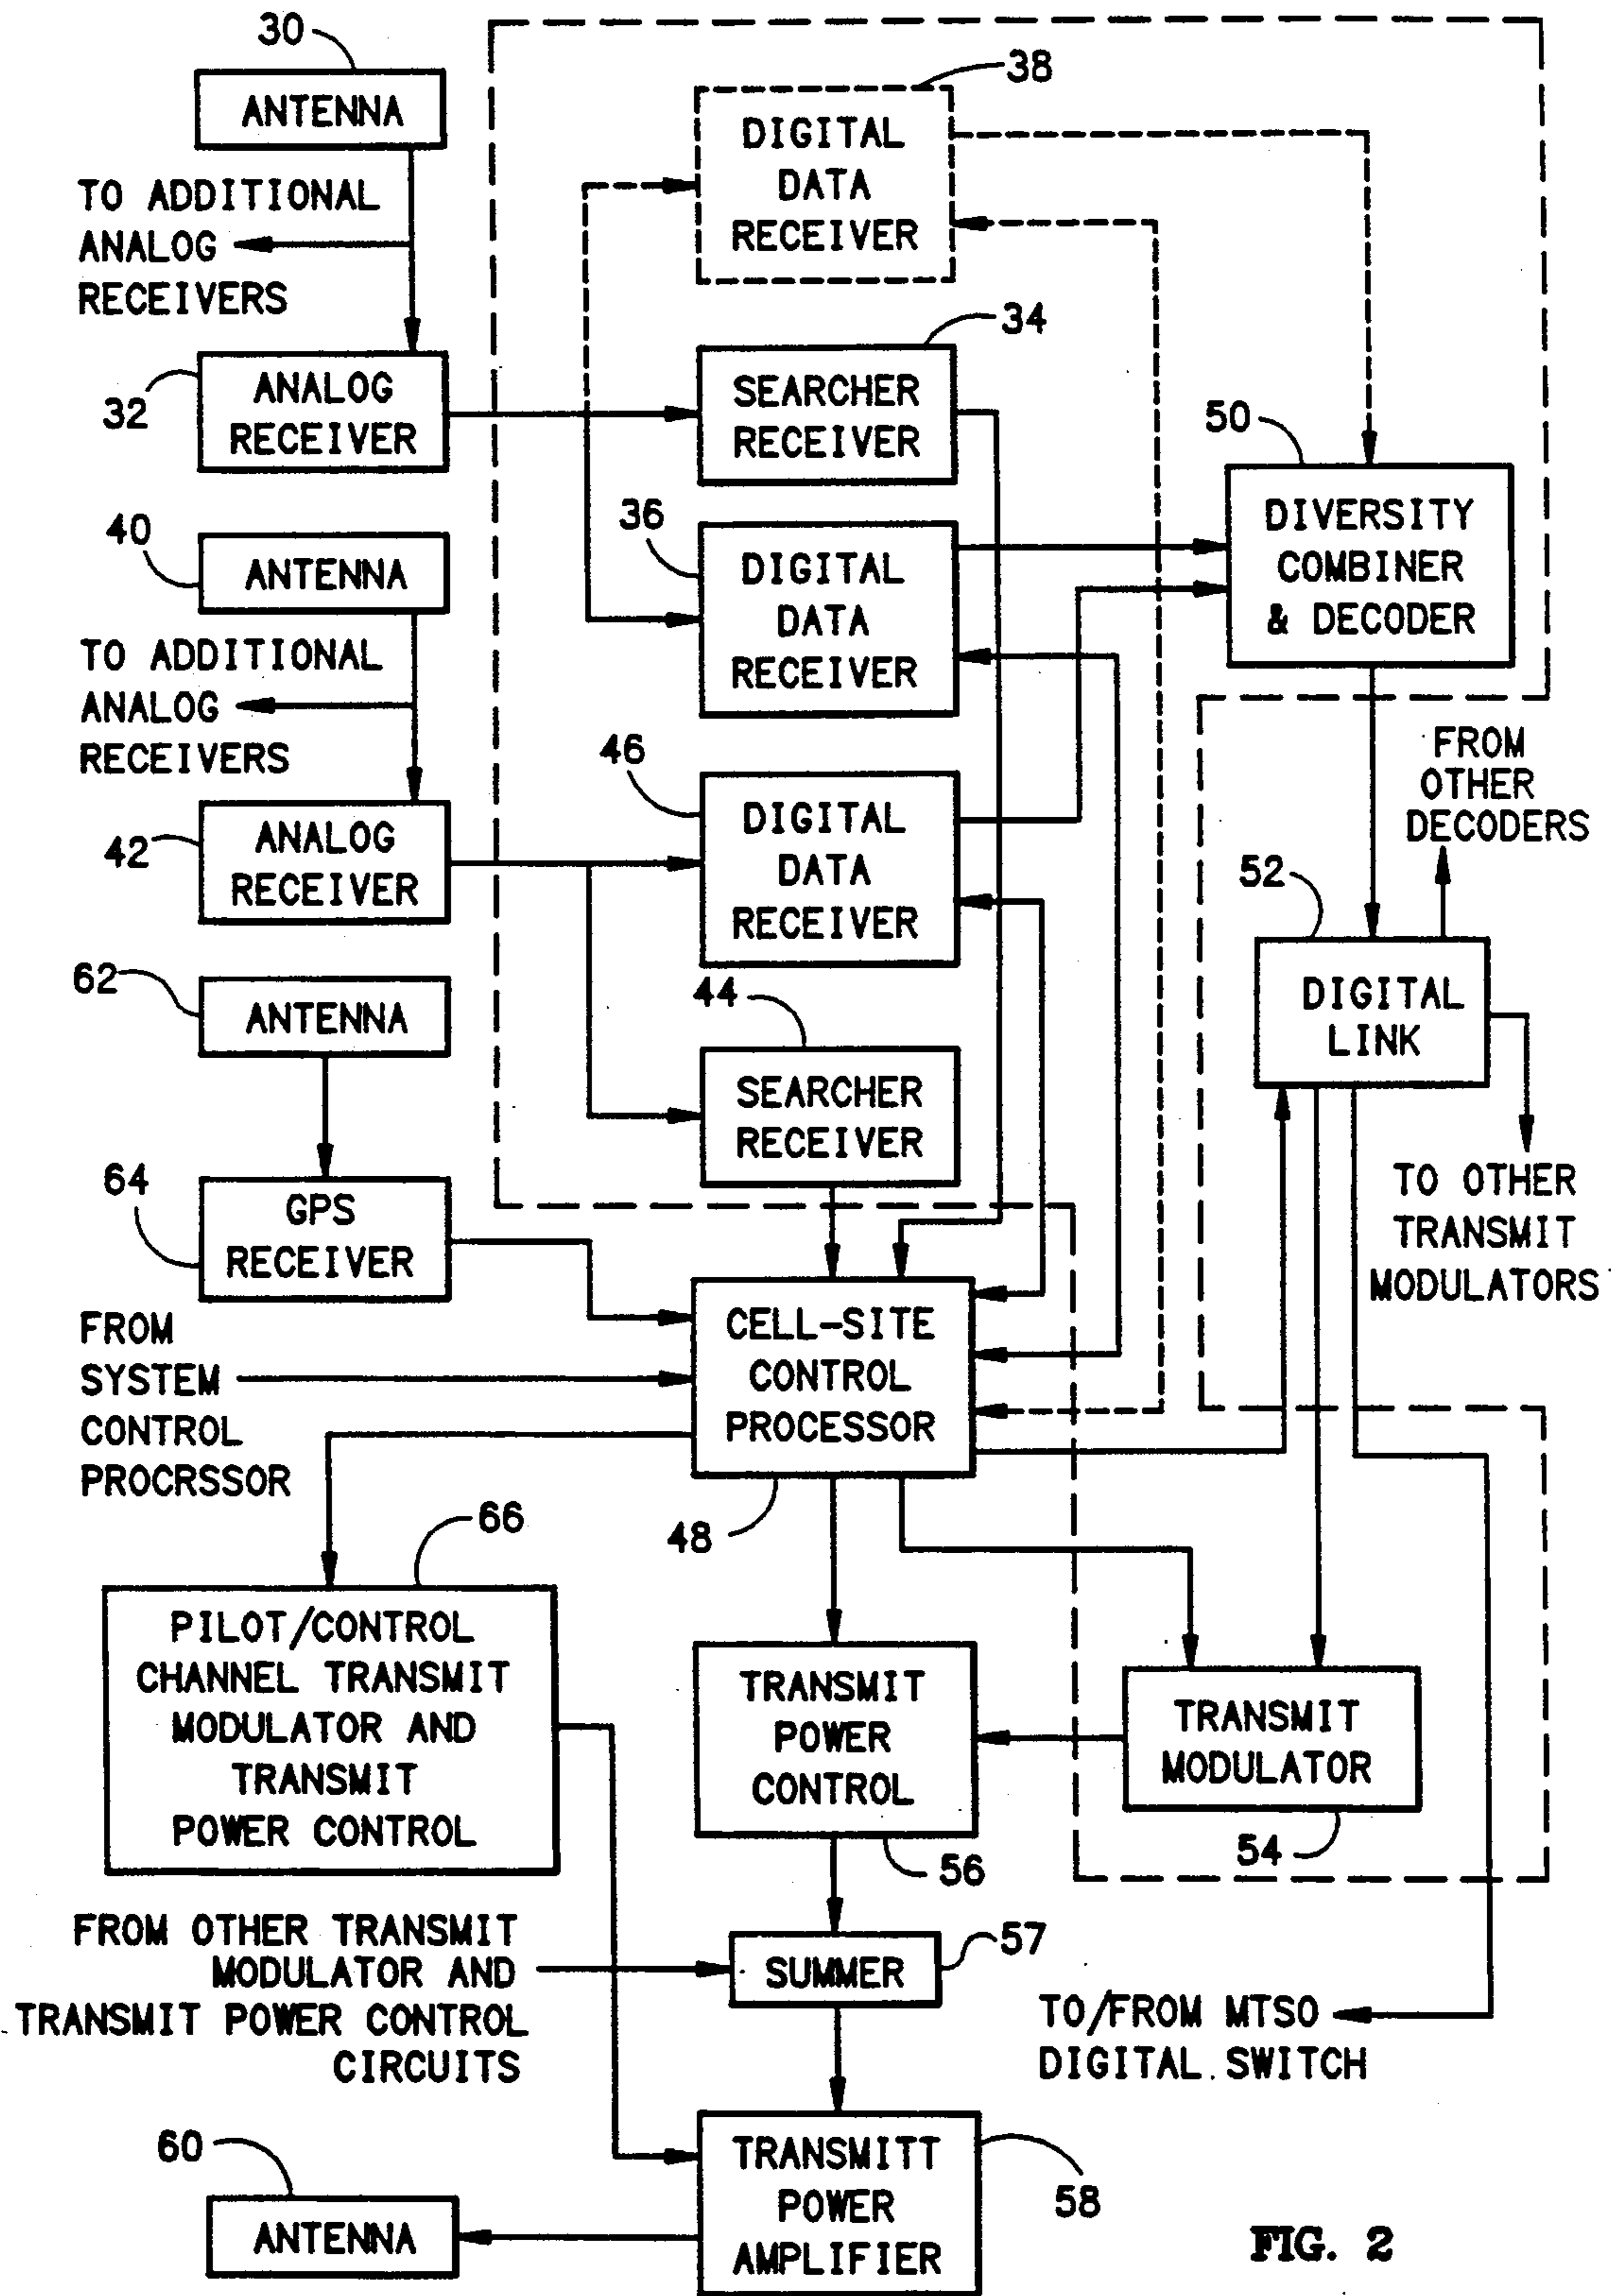 30
ANTENNA
38
DIGITAL
DATA
RECEIVER
TO ADDITIONAL
ANALOG
RECEIVERS
34
32
ANALOG
RECEIVER
SEARCHER
RECEIVER
50
40
ANTENNA
36
DIGITAL
DATA
RECEIVER
DIVERSITY
COMBINER
& DECODER
TO ADDITIONAL
ANALOG
RECEIVERS
46
FROM
OTHER
DECODERS
42
ANALOG
RECEIVER
DIGITAL
DATA
RECEIVER
52
62
ANTENNA
44
DIGITAL
LINK
SEARCHER
RECEIVER
64
GPS
RECEIVER
TO OTHER
TRANSMIT
MODULATORS
FROM
SYSTEM
CONTROL
PROCRSSOR
CELL-SITE
CONTROL
PROCESSOR
48
66
PILOT/CONTROL
CHANNEL TRANSMIT
MODULATOR AND
TRANSMIT
POWER CONTROL
TRANSMIT
POWER
CONTROL
56
TRANSMIT
MODULATOR
54
FROM OTHER TRANSMIT
MODULATOR AND
TRANSMIT POWER CONTROL
CIRCUITS
SUMMER
57
TO/FROM MTSO
DIGITAL SWITCH
60
ANTENNA
TRANSMITT
POWER
AMPLIFIER
58
FIG. 2